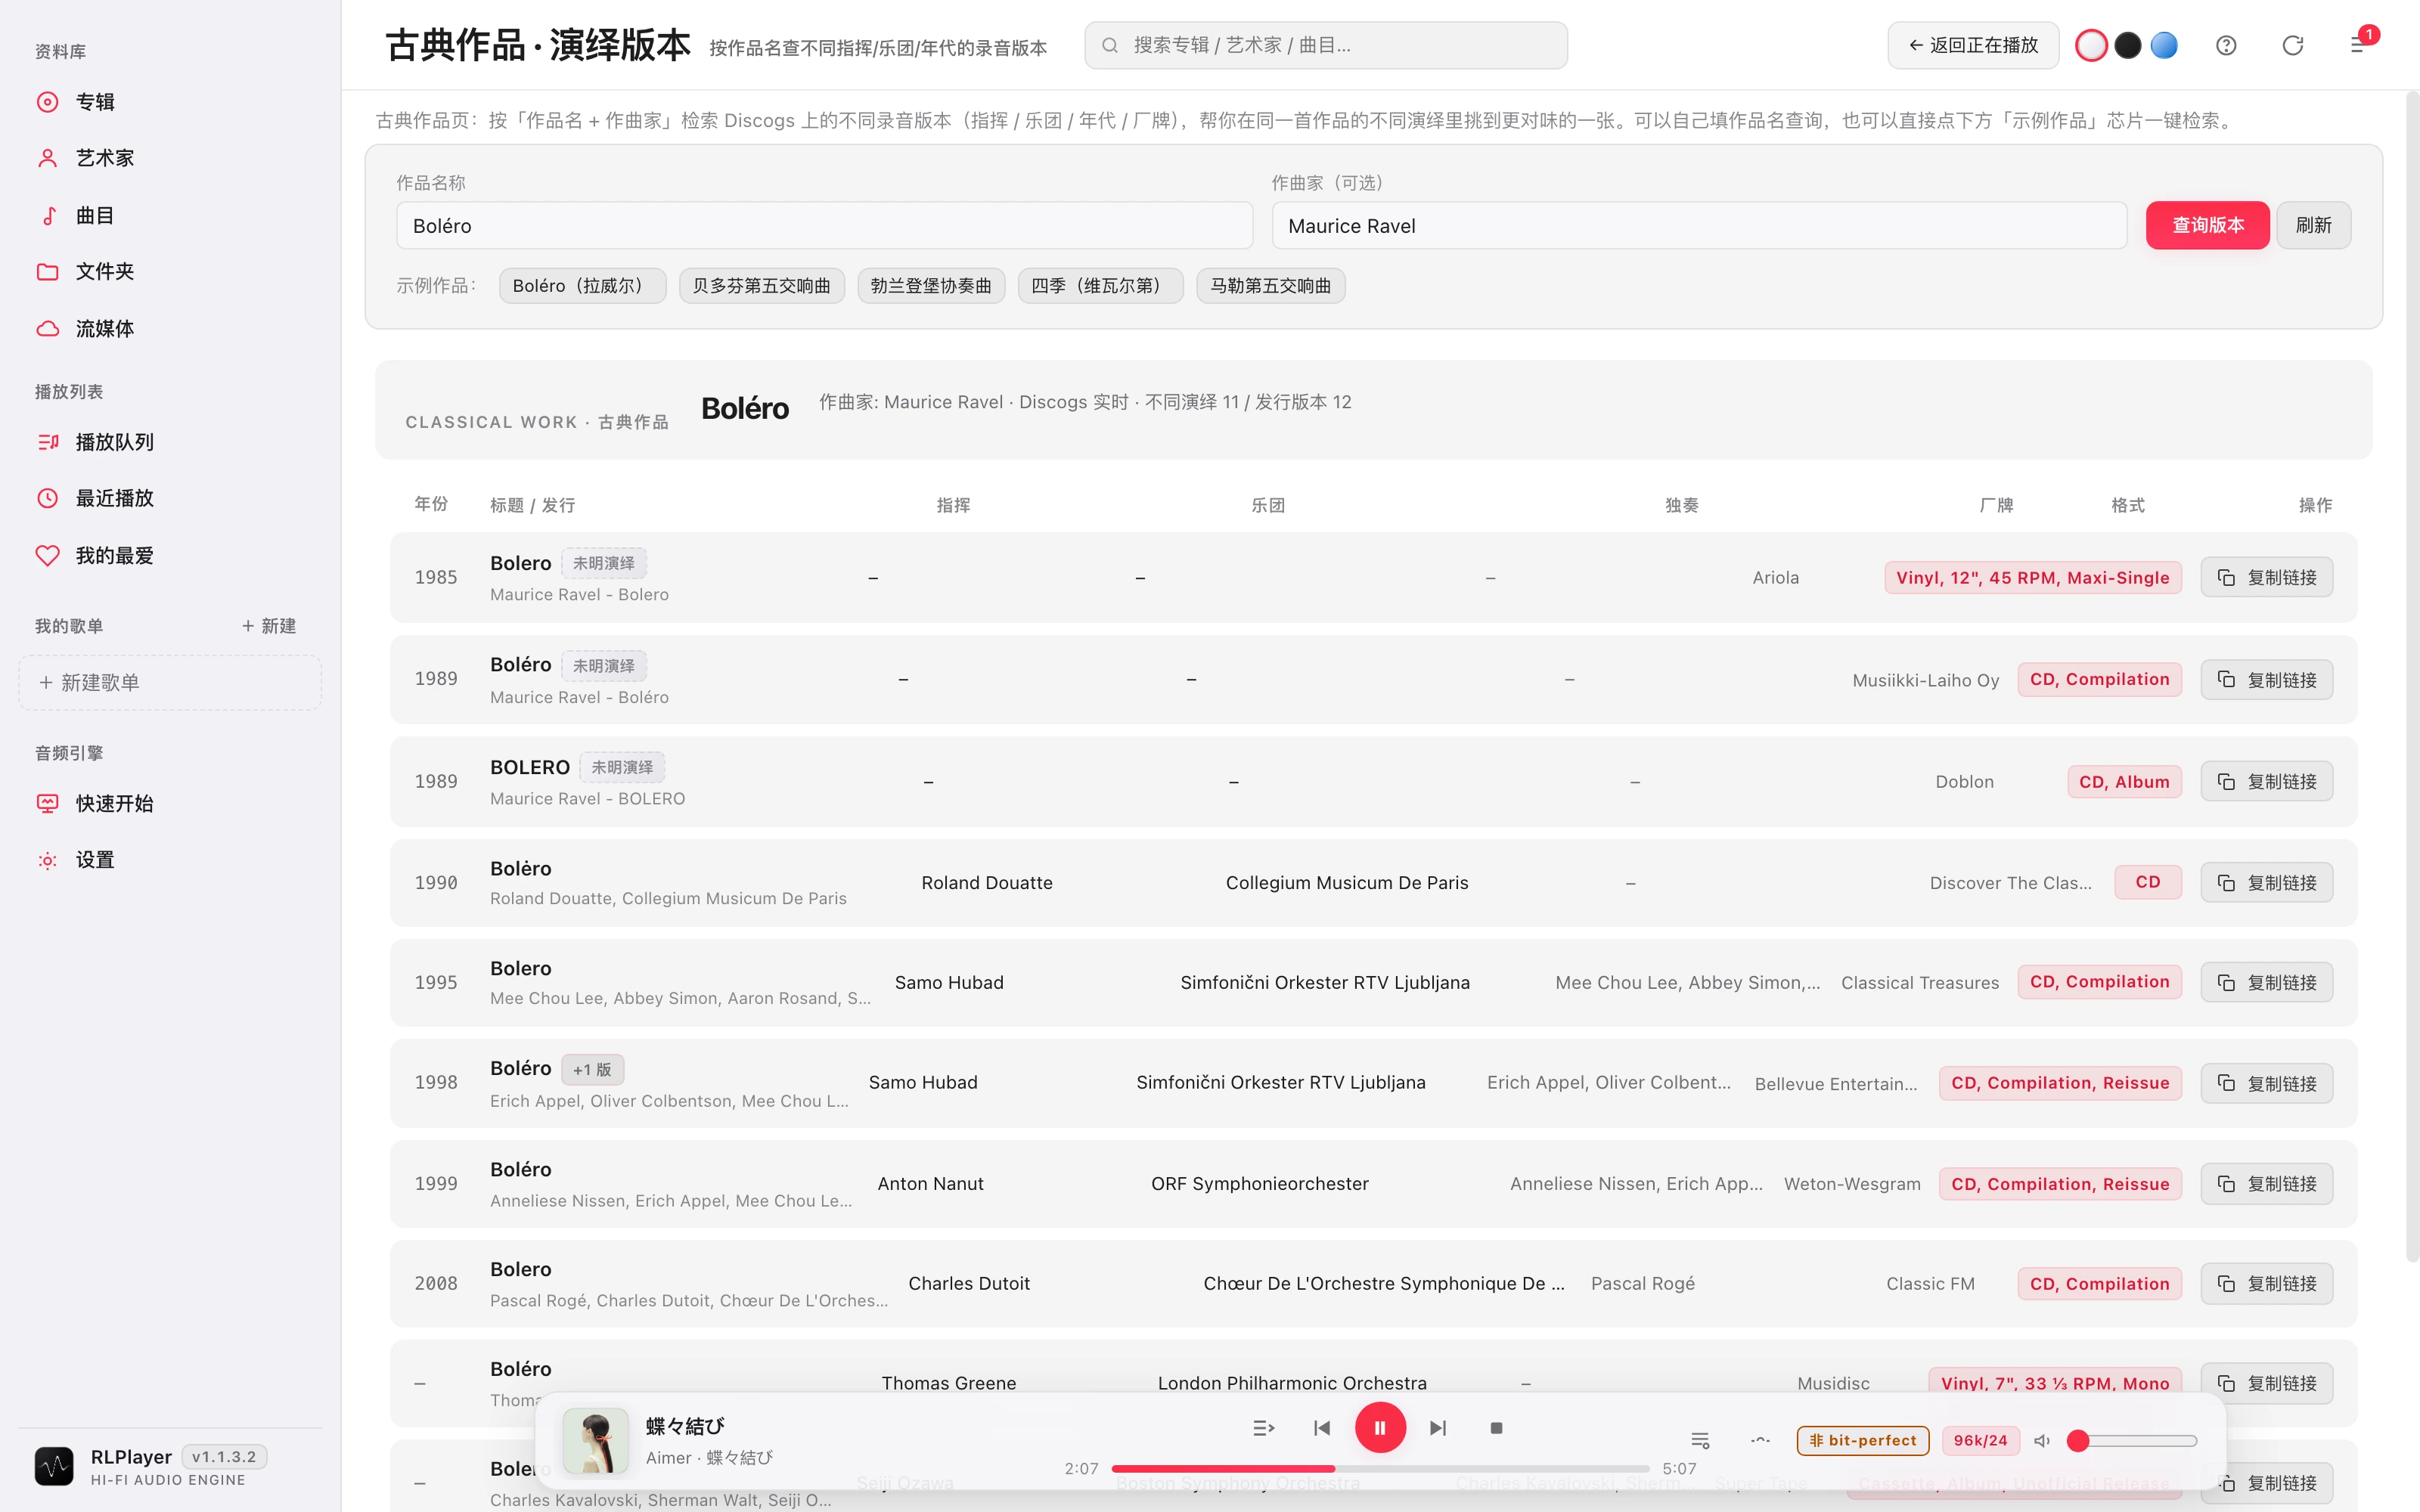 资料库
专辑
艺术家
曲目
文件夹
流媒体
播放列表
播放队列
最近播放
我的最爱
我的歌单 + 新建
+ 新建歌单
音频引擎
快速开始
设置
RLPlayer v1.1.3.2
HI-FI AUDIO ENGINE
古典作品 · 演绎版本 按作品名查不同指挥/乐团/年代的录音版本
搜索专辑 / 艺术家 / 曲目...
← 返回正在播放
1
古典作品页：按「作品名 + 作曲家」检索 Discogs 上的不同录音版本（指挥 / 乐团 / 年代 / 厂牌），帮你在同一首作品的不同演绎里挑到更对味的一张。可以自己填作品名查询，也可以直接点下方「示例作品」芯片一键检索。
作品名称 作曲家（可选）
Boléro Maurice Ravel 查询版本 刷新
示例作品： Boléro（拉威尔） 贝多芬第五交响曲 勃兰登堡协奏曲 四季（维瓦尔第） 马勒第五交响曲
CLASSICAL WORK · 古典作品 Boléro 作曲家: Maurice Ravel · Discogs 实时 · 不同演绎 11 / 发行版本 12
年份 标题 / 发行 指挥 乐团 独奏 厂牌 格式 操作
1985 Bolero 未明演绎 – – – Ariola Vinyl, 12", 45 RPM, Maxi-Single 复制链接
Maurice Ravel - Bolero
1989 Boléro 未明演绎 – – – Musiikki-Laiho Oy CD, Compilation 复制链接
Maurice Ravel - Boléro
1989 BOLERO 未明演绎 – – – Doblon CD, Album 复制链接
Maurice Ravel - BOLERO
1990 Bolėro Roland Douatte Collegium Musicum De Paris – Discover The Clas... CD 复制链接
Roland Douatte, Collegium Musicum De Paris
1995 Bolero Samo Hubad Simfonični Orkester RTV Ljubljana Mee Chou Lee, Abbey Simon,... Classical Treasures CD, Compilation 复制链接
Mee Chou Lee, Abbey Simon, Aaron Rosand, S...
1998 Boléro +1 版 Samo Hubad Simfonični Orkester RTV Ljubljana Erich Appel, Oliver Colbent... Bellevue Entertain... CD, Compilation, Reissue 复制链接
Erich Appel, Oliver Colbentson, Mee Chou L...
1999 Boléro Anton Nanut ORF Symphonieorchester Anneliese Nissen, Erich App... Weton-Wesgram CD, Compilation, Reissue 复制链接
Anneliese Nissen, Erich Appel, Mee Chou Le...
2008 Bolero Charles Dutoit Chœur De L'Orchestre Symphonique De ... Pascal Rogé Classic FM CD, Compilation 复制链接
Pascal Rogé, Charles Dutoit, Chœur De L'Orches...
– Boléro Thomas Greene London Philharmonic Orchestra – Musidisc Vinyl, 7", 33 ⅓ RPM, Mono 复制链接
– Seiji Ozawa Boston Symphony Orchestra Charles Kavalovski, Sherm... Super Tape Cassette, Album, Unofficial Release 复制链接
Charles Kavalovski, Sherman Walt, Seiji O...
蝶々結び
Aimer · 蝶々結び
2:07 5:07
非 bit-perfect 96k/24